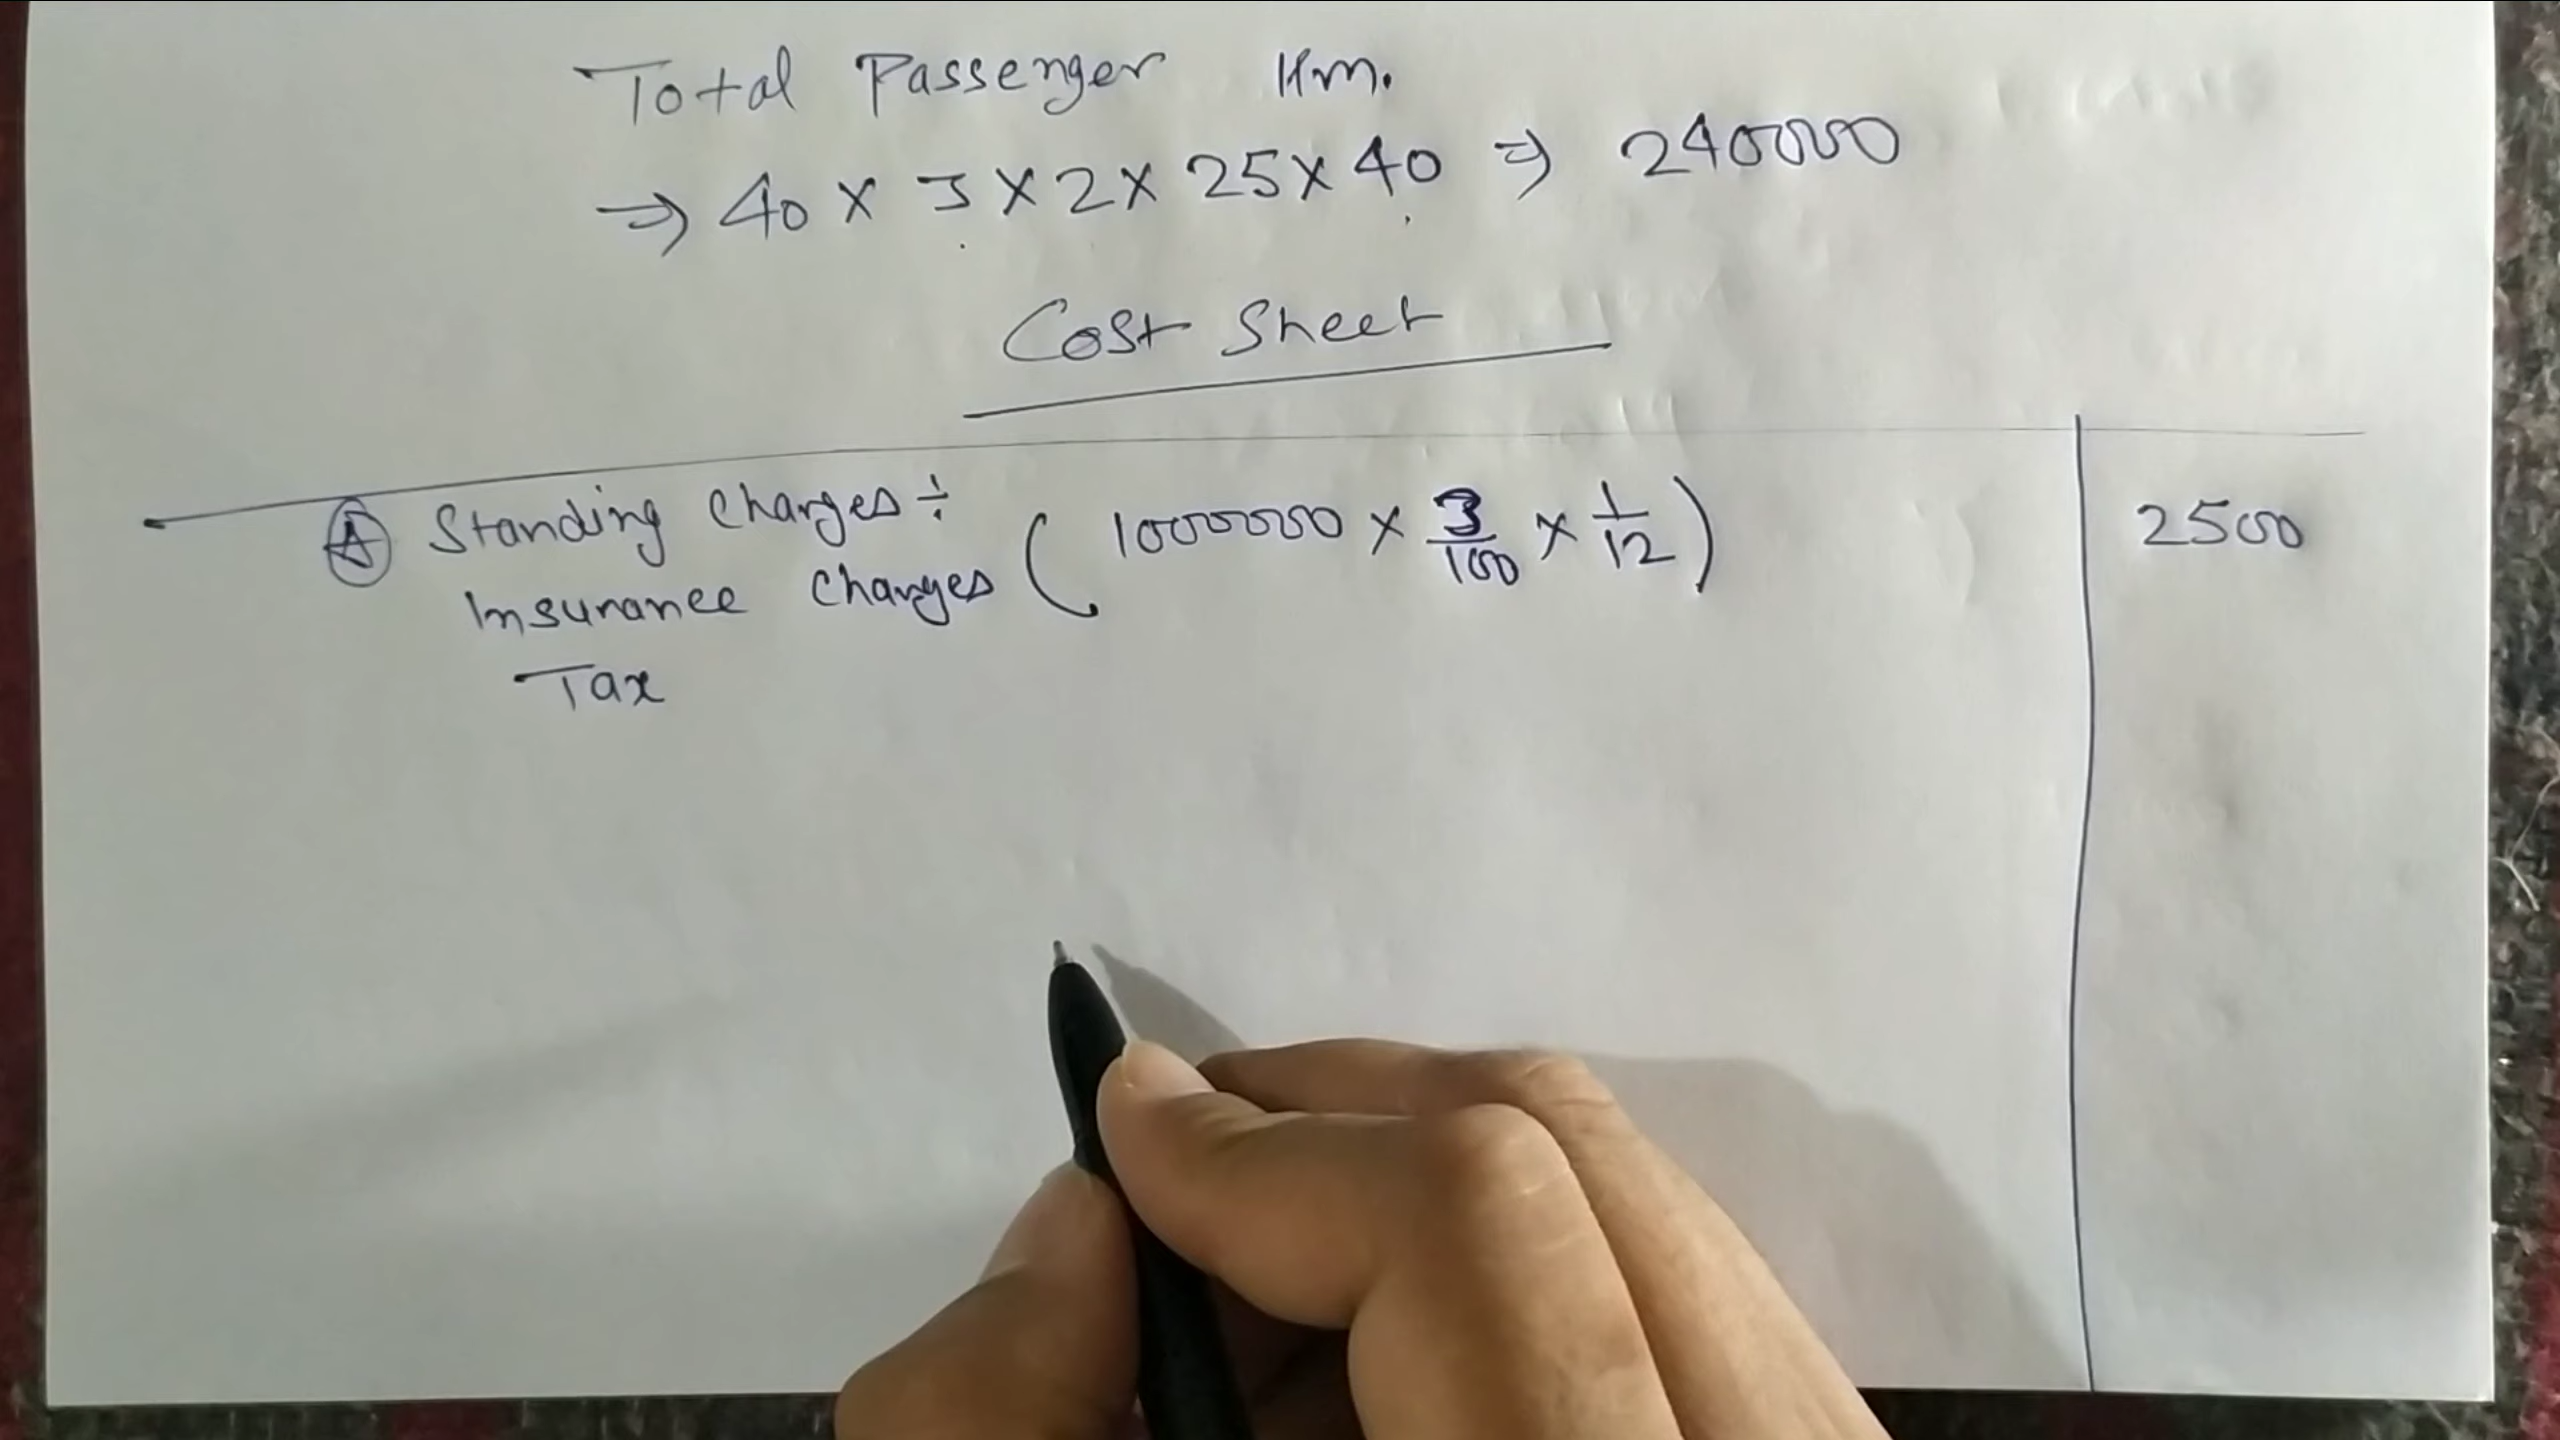 Total Passenger Km.
⇒ 40 × 3 × 2 × 25 × 40 ⇒ 240000
Cost Sheet
Ⓐ Standing Charges ÷
Insurance Charges (1000000 × 3/100 × 1/12) 2500
Tax